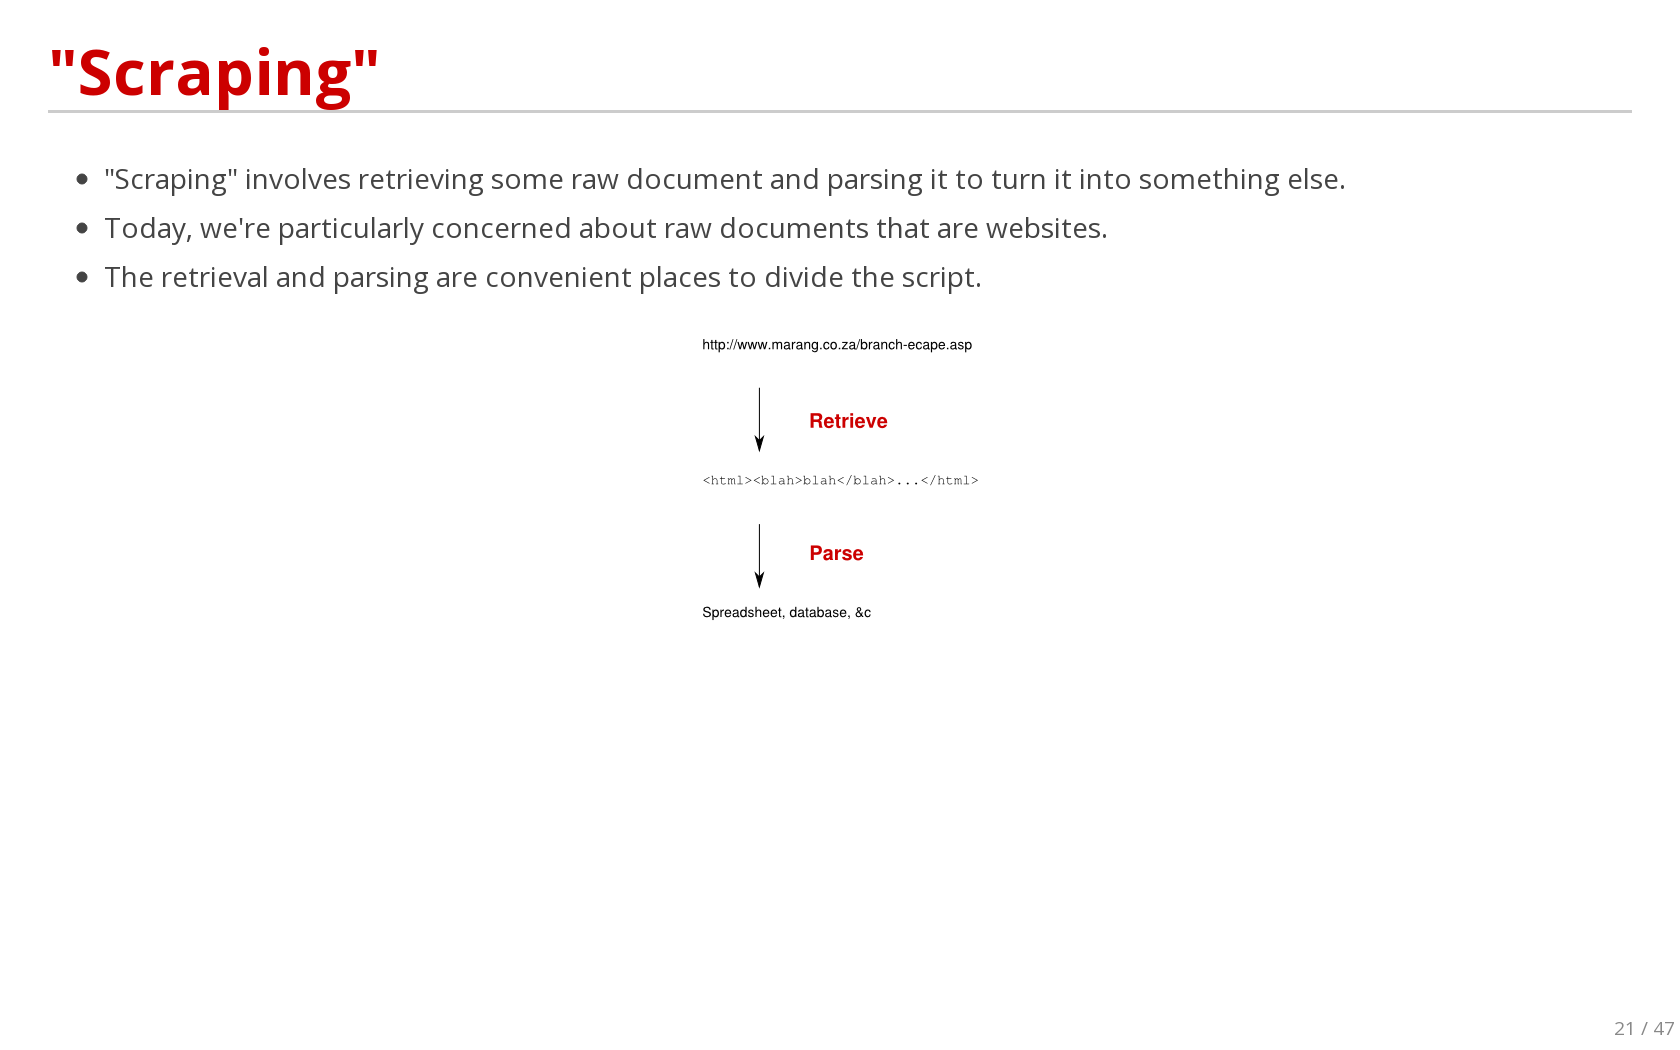 "Scraping"
"Scraping" involves retrieving some raw document and parsing it to turn it into something else.
Today, we're particularly concerned about raw documents that are websites.
The retrieval and parsing are convenient places to divide the script.
http://www.marang.co.za/branch-ecape.asp
Retrieve
<html><blah>blah</blah>...</html>
Parse
Spreadsheet, database, &c
21 / 47